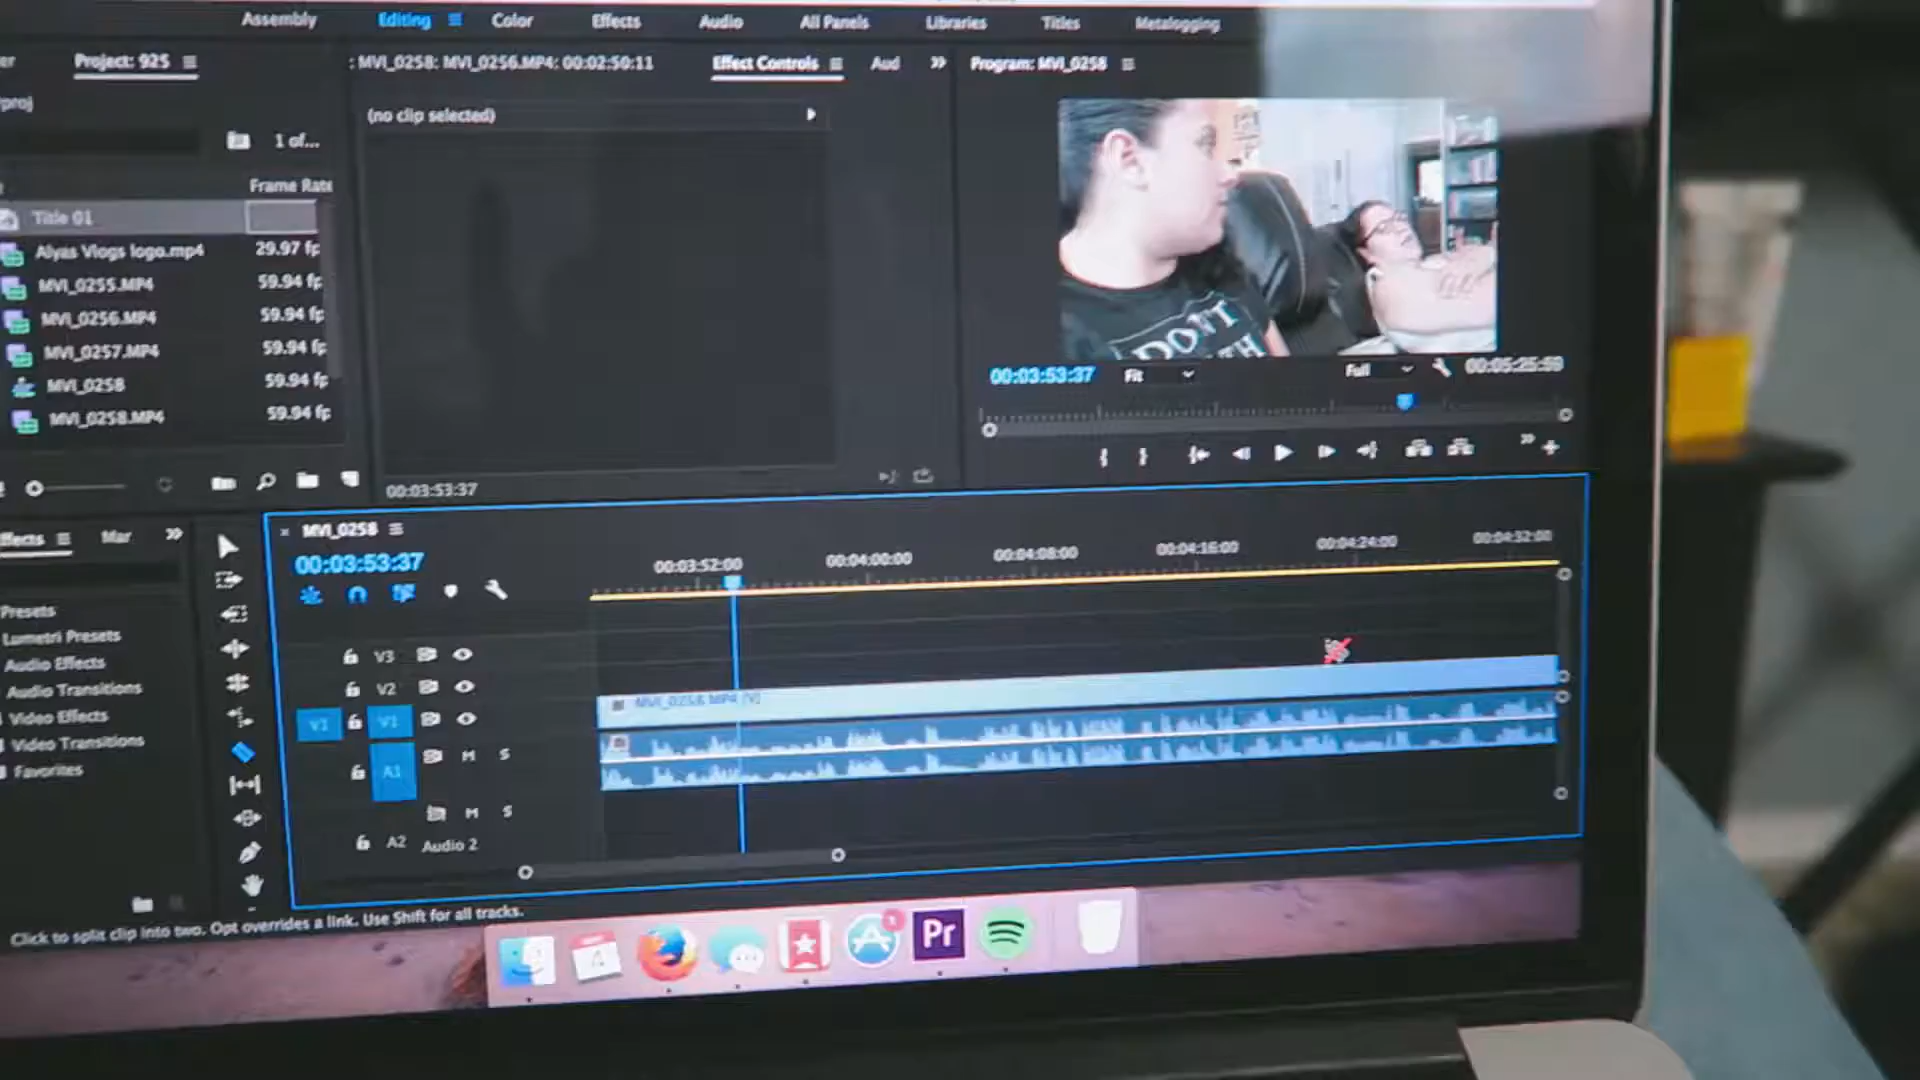 Assembly Editing Color Effects Audio All Panels Libraries Titles Metalogging
Project: 925
: MVI_0258: MVI_0256.MP4: 00:02:50:11 Effect Controls Aud
Program: MVI_0258
(no clip selected)
1 of...
Frame Rate
Title 01
Alyas Vlogs logo.mp4 29.97 fp
MVI_0255.MP4 59.94 fp
MVI_0256.MP4 59.94 fp
MVI_0257.MP4 59.94 fp
MVI_0258 59.94 fp
MVI_0258.MP4 59.94 fp
DON'T
00:03:53:37 Fit Full 00:05:25:59
00:03:53:37
ffects Mar
MVI_0258
00:03:53:37
00:03:52:00 00:04:00:00 00:04:08:00 00:04:16:00 00:04:24:00 00:04:32:00
Presets
Lumetri Presets
Audio Effects
Audio Transitions
Video Effects
Video Transitions
Favorites
V3
V2
MVI_0258.MP4 [V]
V1 V1
A1 M S
M S
A2 Audio 2
Click to split clip into two. Opt overrides a link. Use Shift for all tracks.
Pr